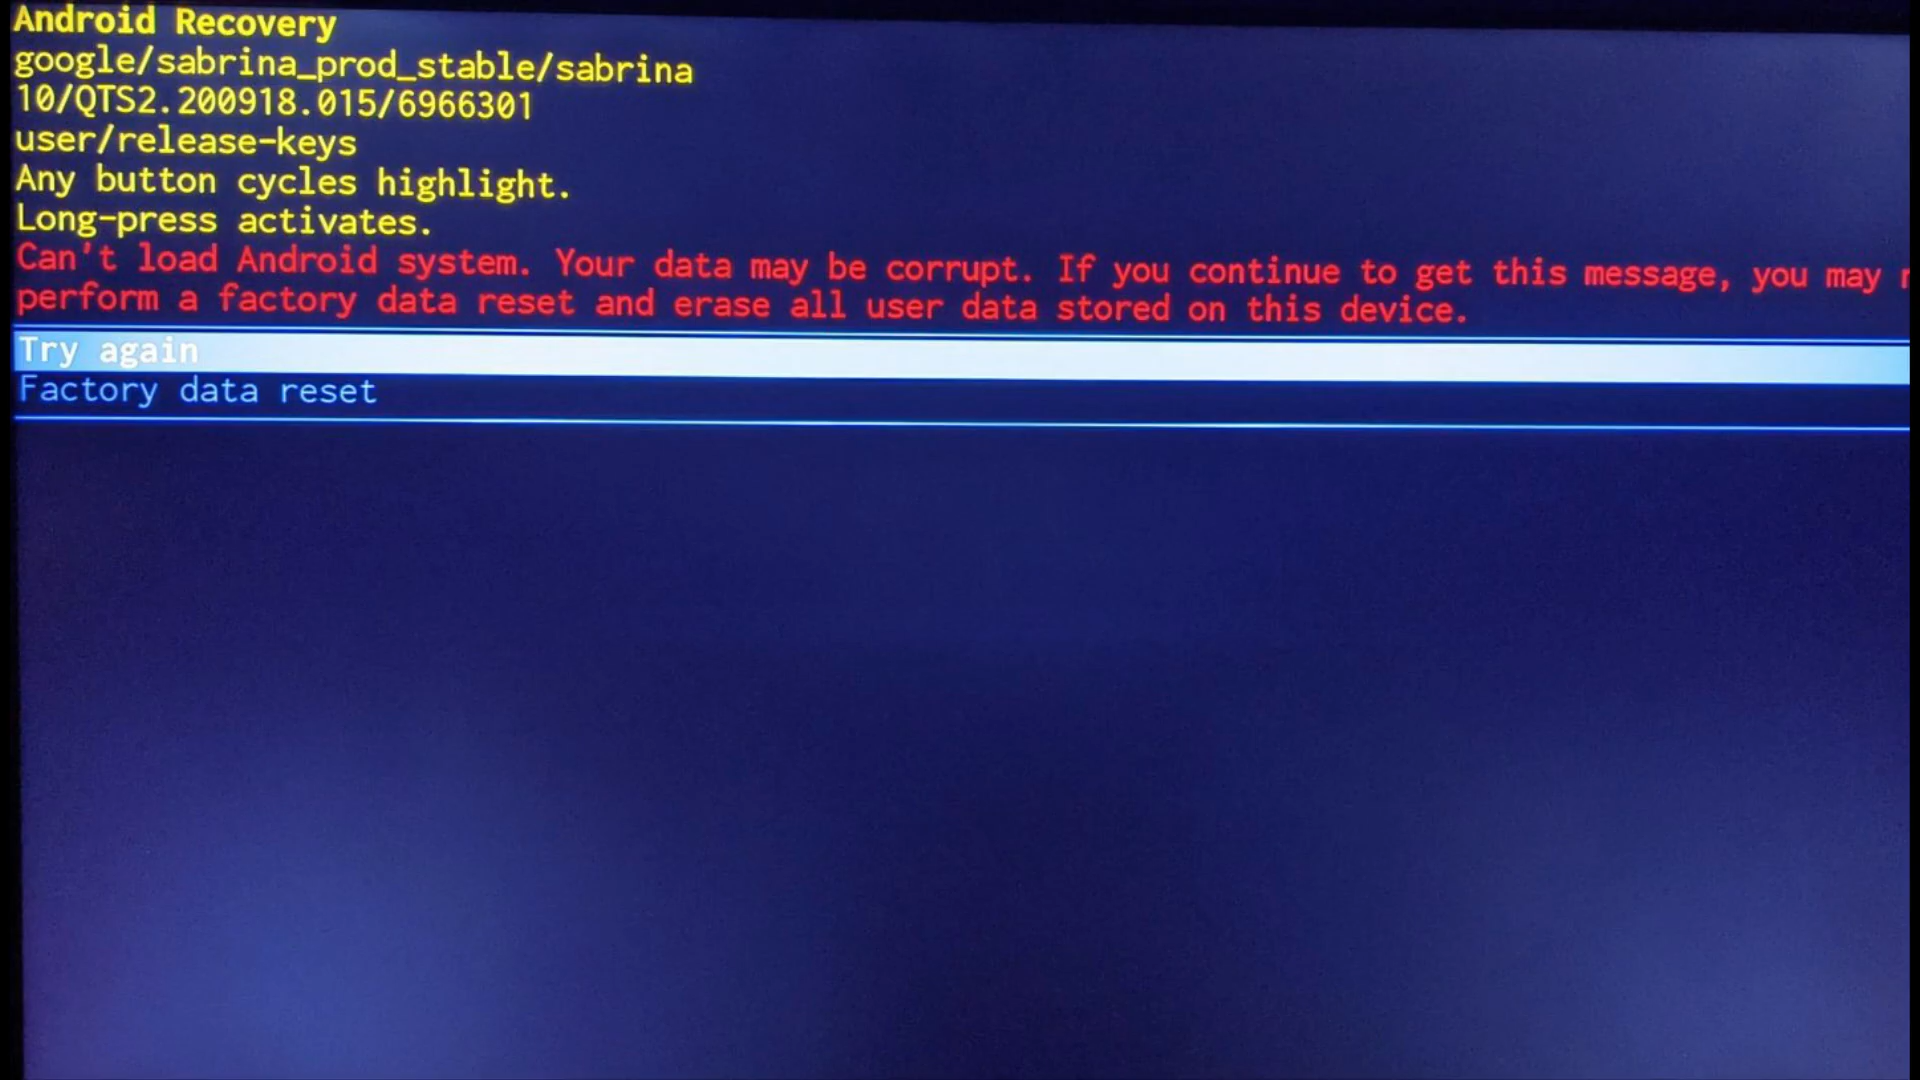 Android Recovery
google/sabrina_prod_stable/sabrina
10/QTS2.200918.015/6966301
user/release-keys
Any button cycles highlight.
Long-press activates.
Can't load Android system. Your data may be corrupt. If you continue to get this message, you may
perform a factory data reset and erase all user data stored on this device.
Try again
Factory data reset